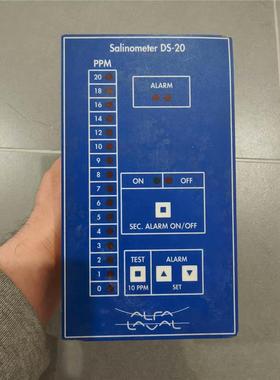 Salinometer DS-20
PPM
20
18
16
14
12
10
9
8
7
6
5
4
3
2
1
0
ALARM
ON OFF
SEC. ALARM ON/OFF
TEST
10 PPM
ALARM
SET
ALFA
LAVAL